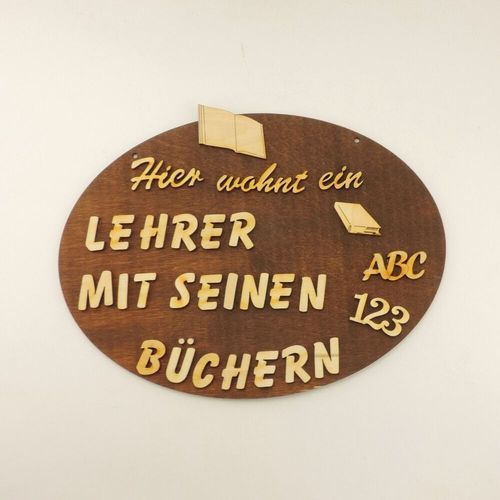 Hier wohnt ein
LEHRER
MIT SEINEN
BÜCHERN
ABC
123